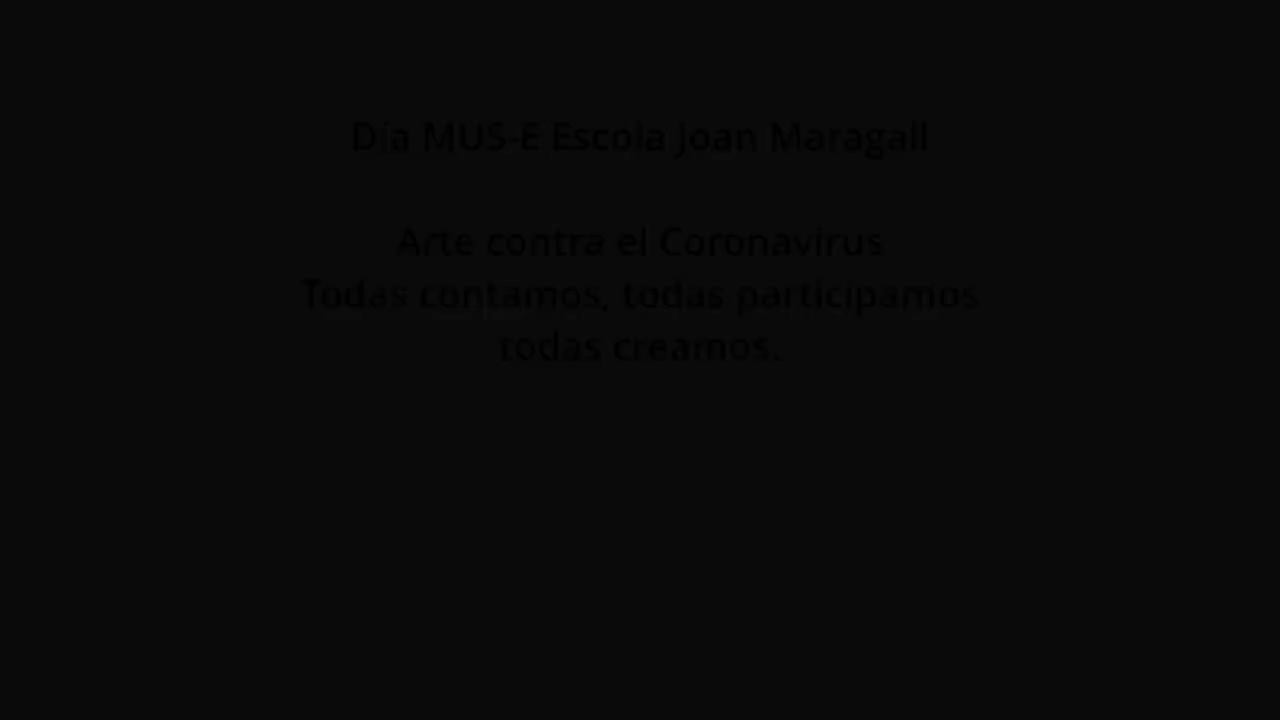 Día MUS-E Escola Joan Maragall
Arte contra el Coronavirus
Todas contamos, todas participamos
todas creamos.